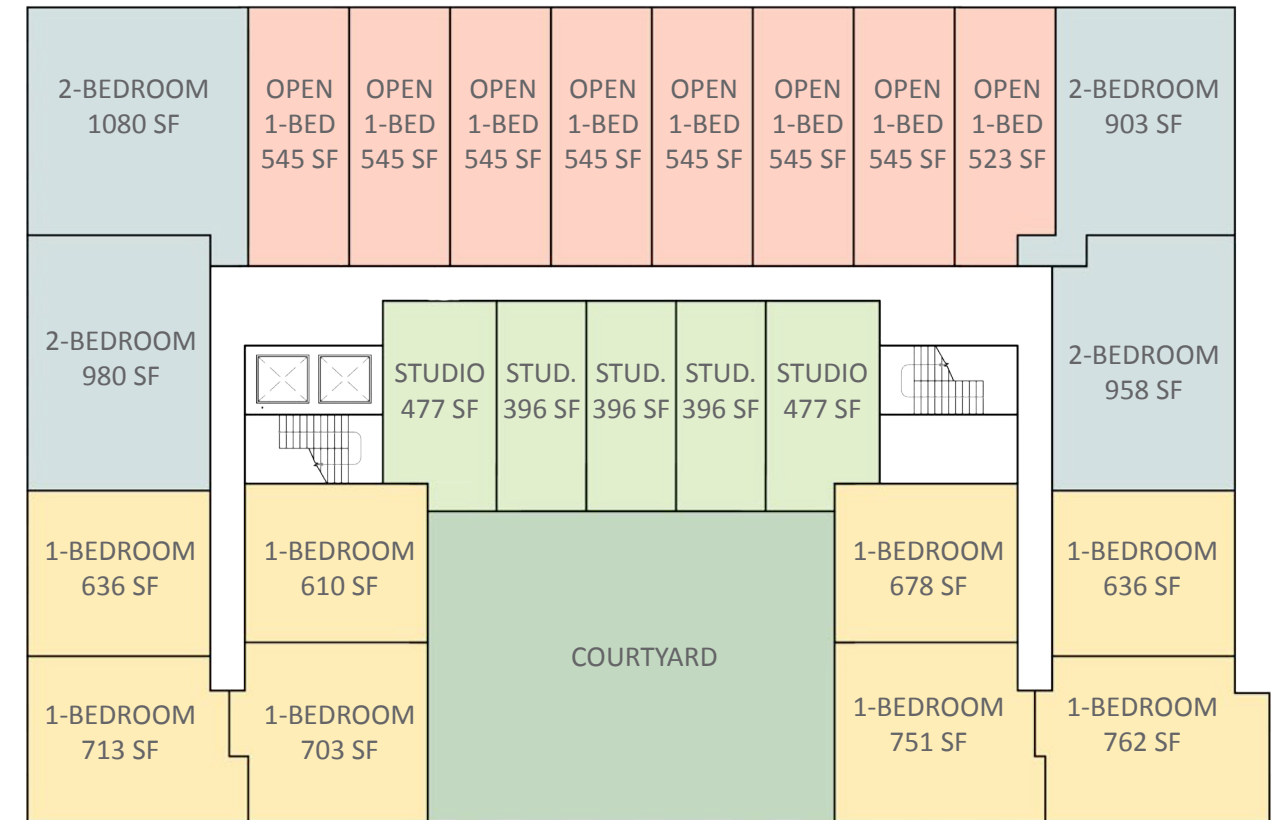 2-BEDROOM
1080 SF
OPEN
1-BED
545 SF
OPEN
1-BED
545 SF
OPEN
1-BED
545 SF
OPEN
1-BED
545 SF
OPEN
1-BED
545 SF
OPEN
1-BED
545 SF
OPEN
1-BED
545 SF
OPEN
1-BED
523 SF
2-BEDROOM
903 SF
2-BEDROOM
980 SF
STUDIO
477 SF
STUD.
396 SF
STUD.
396 SF
STUD.
396 SF
STUDIO
477 SF
2-BEDROOM
958 SF
1-BEDROOM
636 SF
1-BEDROOM
610 SF
1-BEDROOM
678 SF
1-BEDROOM
636 SF
COURTYARD
1-BEDROOM
713 SF
1-BEDROOM
703 SF
1-BEDROOM
751 SF
1-BEDROOM
762 SF